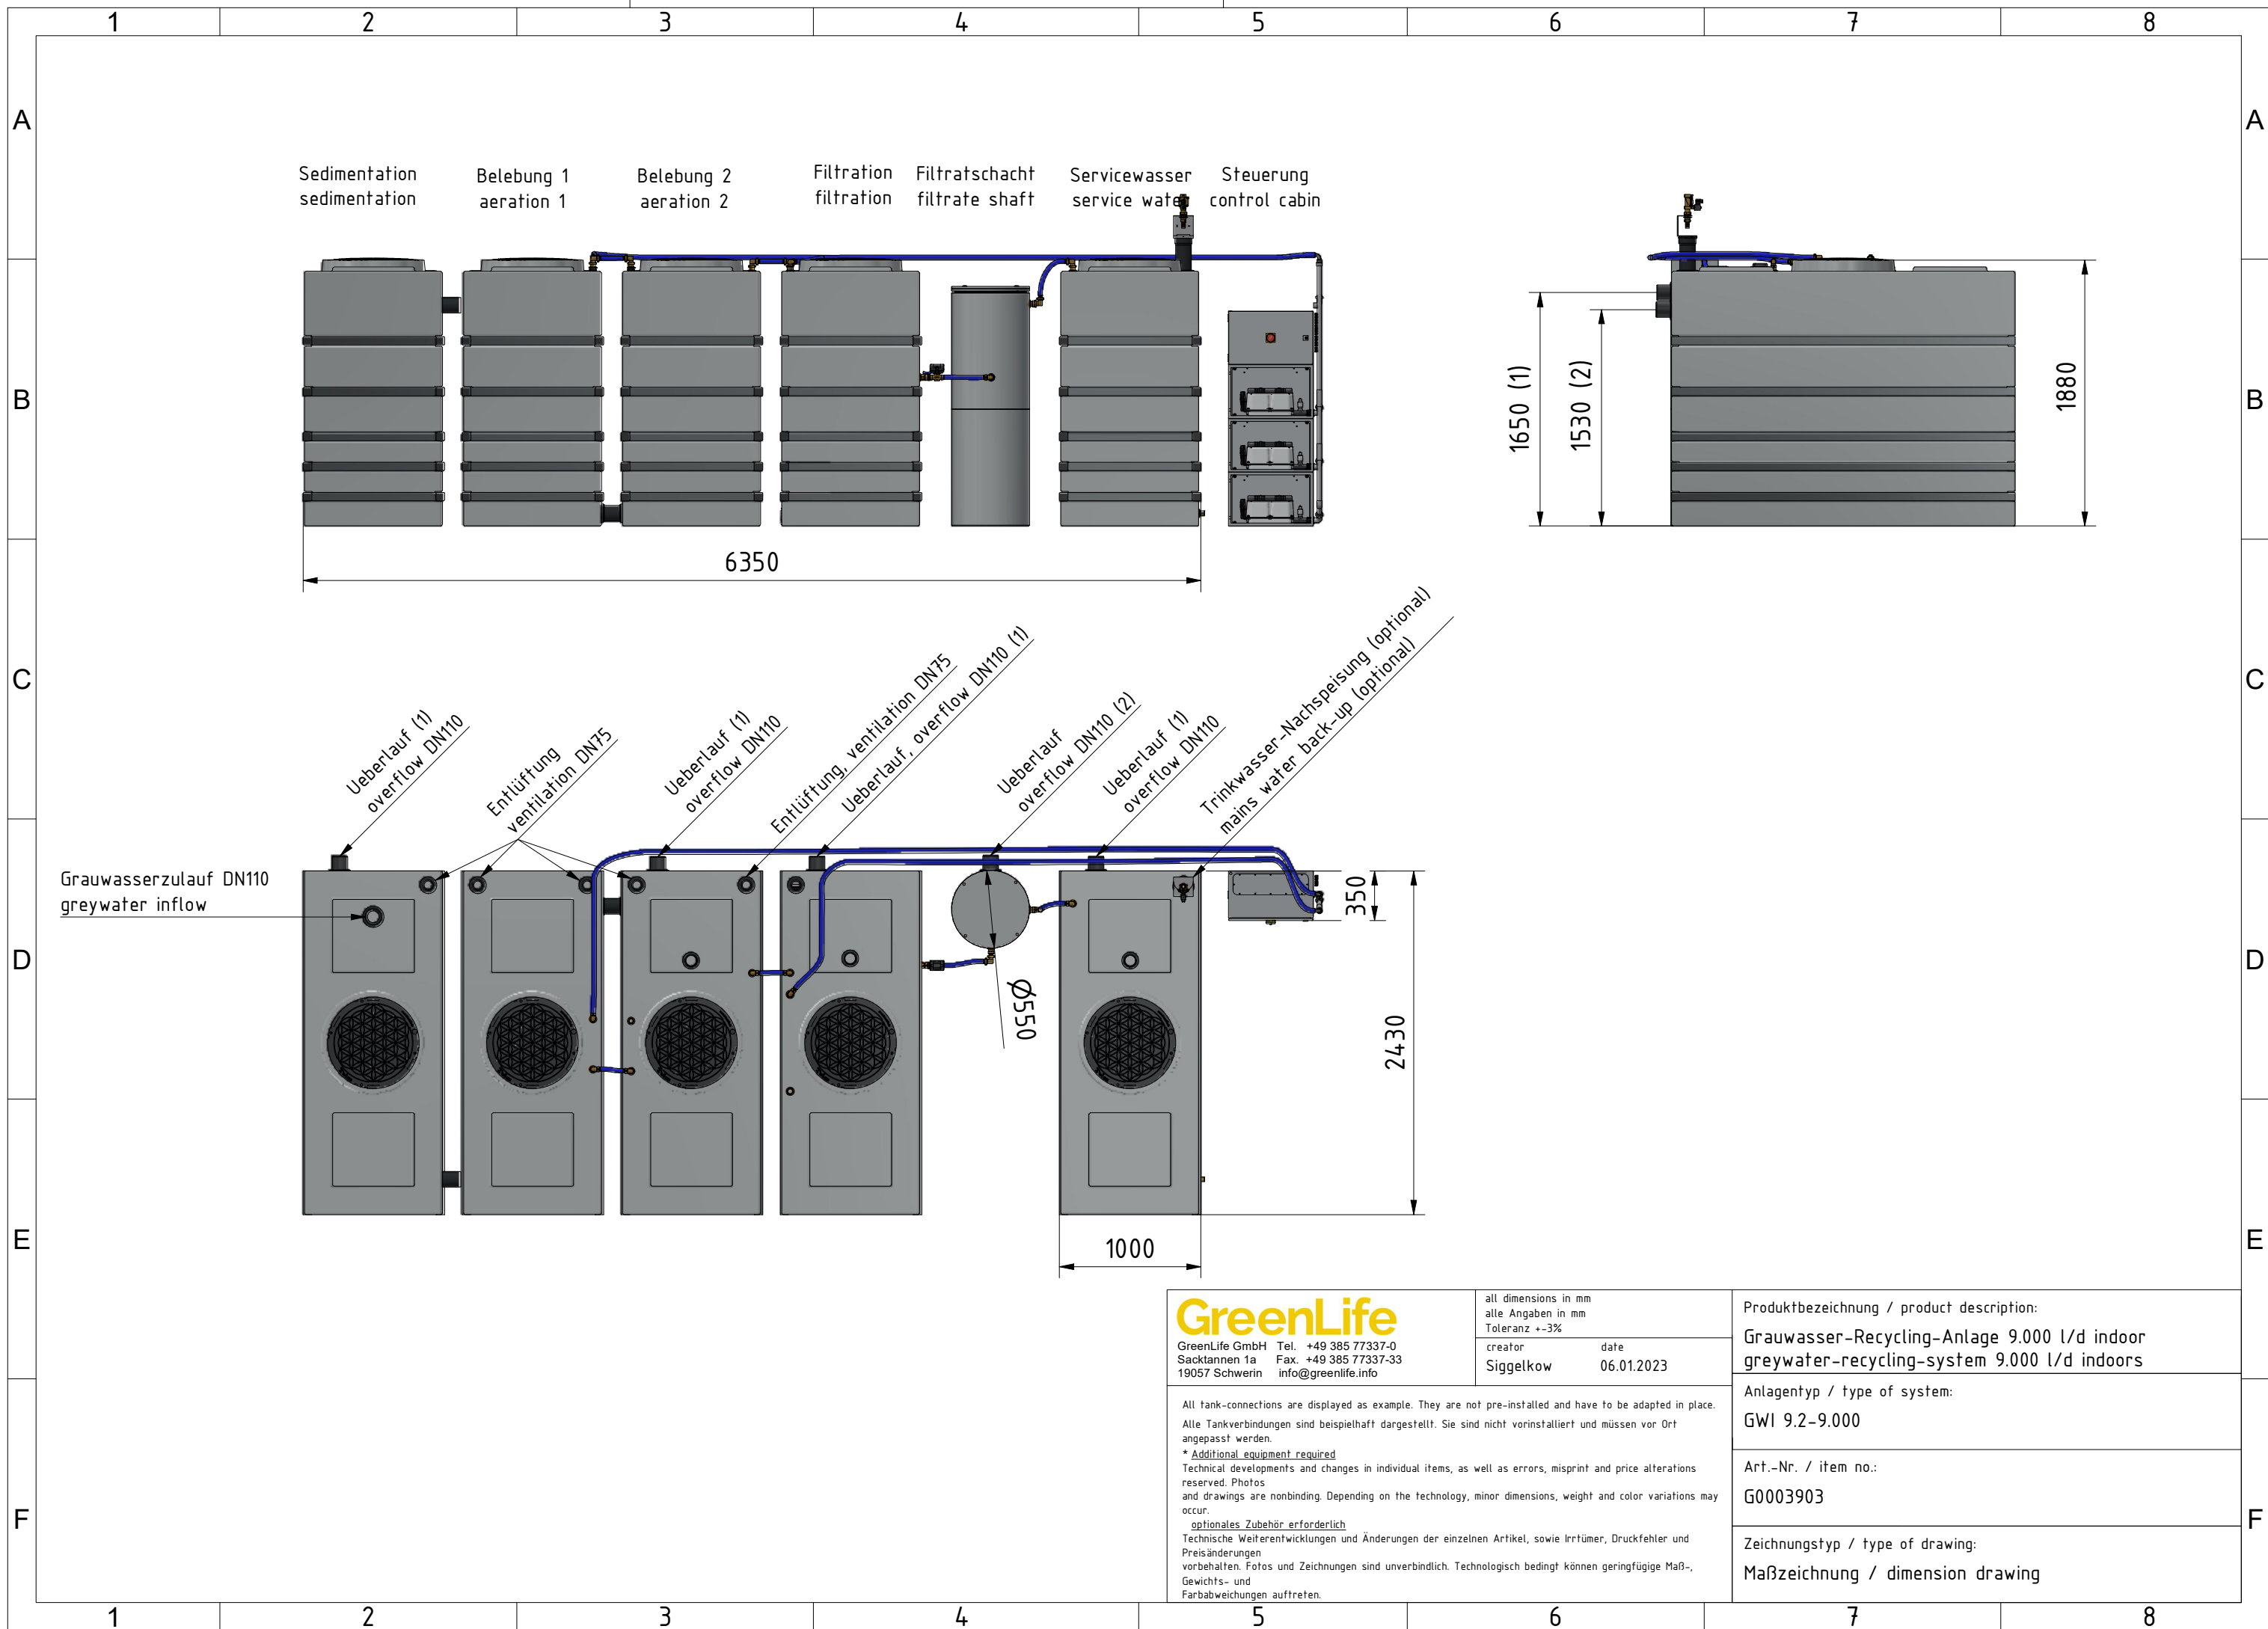 1 2 3 4 5 6 7 8
A A
B B
C C
D D
E E
F F
Sedimentation
sedimentation
Belebung 1
aeration 1
Belebung 2
aeration 2
Filtration
filtration
Filtratschacht
filtrate shaft
Servicewasser
service water
Steuerung
control cabin
6350
1650 (1)
1530 (2)
1880
Ueberlauf (1)
overflow DN110
Entlüftung
ventilation DN75
Ueberlauf (1)
overflow DN110
Entlüftung, ventilation DN75
Ueberlauf, overflow DN110 (1)
Ueberlauf
overflow DN110 (2)
Ueberlauf (1)
overflow DN110
Trinkwasser-Nachspeisung (optional)
mains water back-up (optional)
Grauwasserzulauf DN110
greywater inflow
350
Ø550
2430
1000
GreenLife
GreenLife GmbH Tel. +49 385 77337-0
Sacktannen 1a Fax. +49 385 77337-33
19057 Schwerin info@greenlife.info
all dimensions in mm
alle Angaben in mm
Toleranz +-3%
creator date
Siggelkow 06.01.2023
All tank-connections are displayed as example. They are not pre-installed and have to be adapted in place.
Alle Tankverbindungen sind beispielhaft dargestellt. Sie sind nicht vorinstalliert und müssen vor Ort
angepasst werden.
* Additional equipment required
Technical developments and changes in individual items, as well as errors, misprint and price alterations
reserved. Photos
and drawings are nonbinding. Depending on the technology, minor dimensions, weight and color variations may
occur.
optionales Zubehör erforderlich
Technische Weiterentwicklungen und Änderungen der einzelnen Artikel, sowie Irrtümer, Druckfehler und
Preisänderungen
vorbehalten. Fotos und Zeichnungen sind unverbindlich. Technologisch bedingt können geringfügige Maß-,
Gewichts- und
Farbabweichungen auftreten.
Produktbezeichnung / product description:
Grauwasser-Recycling-Anlage 9.000 l/d indoor
greywater-recycling-system 9.000 l/d indoors
Anlagentyp / type of system:
GWI 9.2-9.000
Art.-Nr. / item no.:
G0003903
Zeichnungstyp / type of drawing:
Maßzeichnung / dimension drawing
1 2 3 4 5 6 7 8